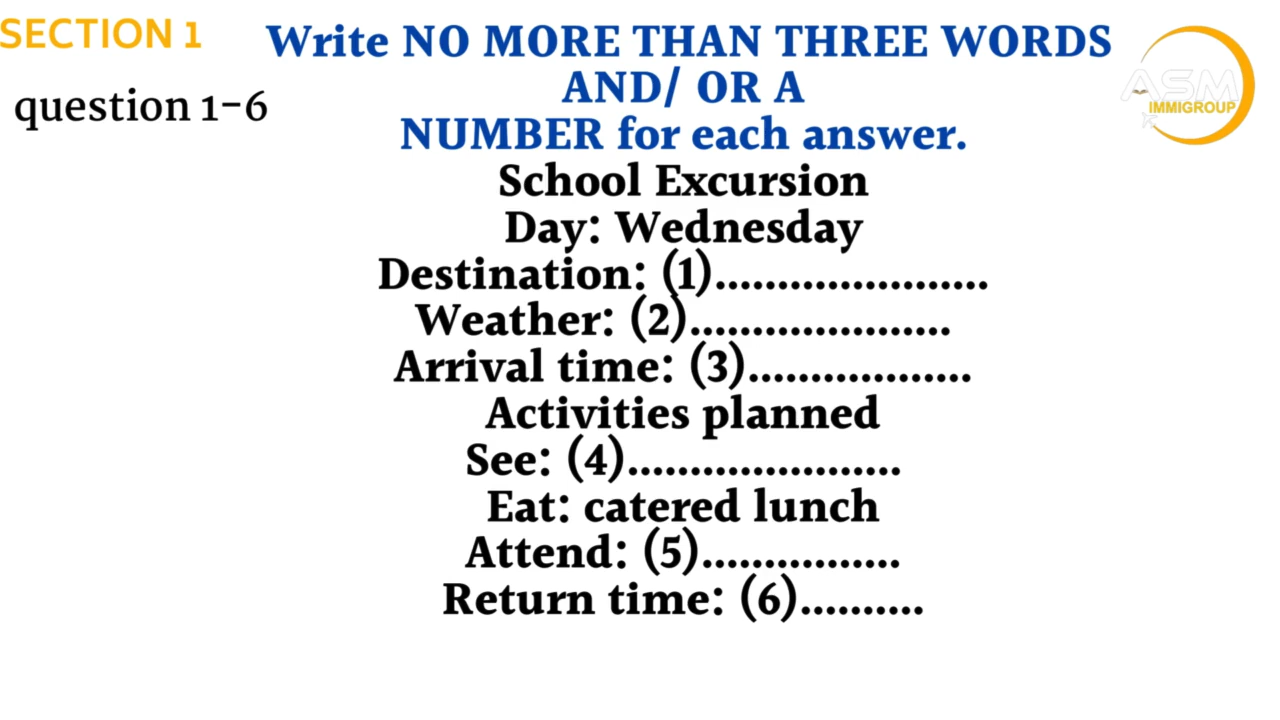 SECTION 1
question 1-6
Write NO MORE THAN THREE WORDS
AND/ OR A
NUMBER for each answer.
School Excursion
Day: Wednesday
Destination: (1)......................
Weather: (2).....................
Arrival time: (3)..................
Activities planned
See: (4)......................
Eat: catered lunch
Attend: (5)................
Return time: (6)..........
ASM
IMMIGROUP